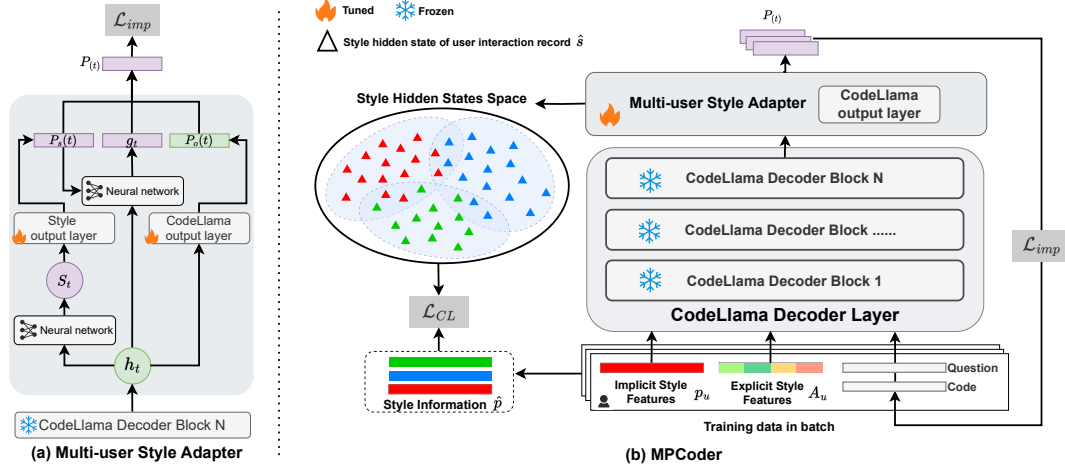 ℒ_imp
P_(t)
P_s(t)
g_t
P_o(t)
Neural network
Style
output layer
CodeLlama
output layer
S_t
Neural network
h_t
CodeLlama Decoder Block N
(a) Multi-user Style Adapter
Tuned
Frozen
Style hidden state of user interaction record ŝ
Style Hidden States Space
ℒ_CL
Style Information p̂
P_(t)
Multi-user Style Adapter
CodeLlama
output layer
CodeLlama Decoder Block N
CodeLlama Decoder Block ......
CodeLlama Decoder Block 1
CodeLlama Decoder Layer
ℒ_imp
Implicit Style
Features p_u
Explicit Style
Features A_u
Question
Code
Training data in batch
(b) MPCoder